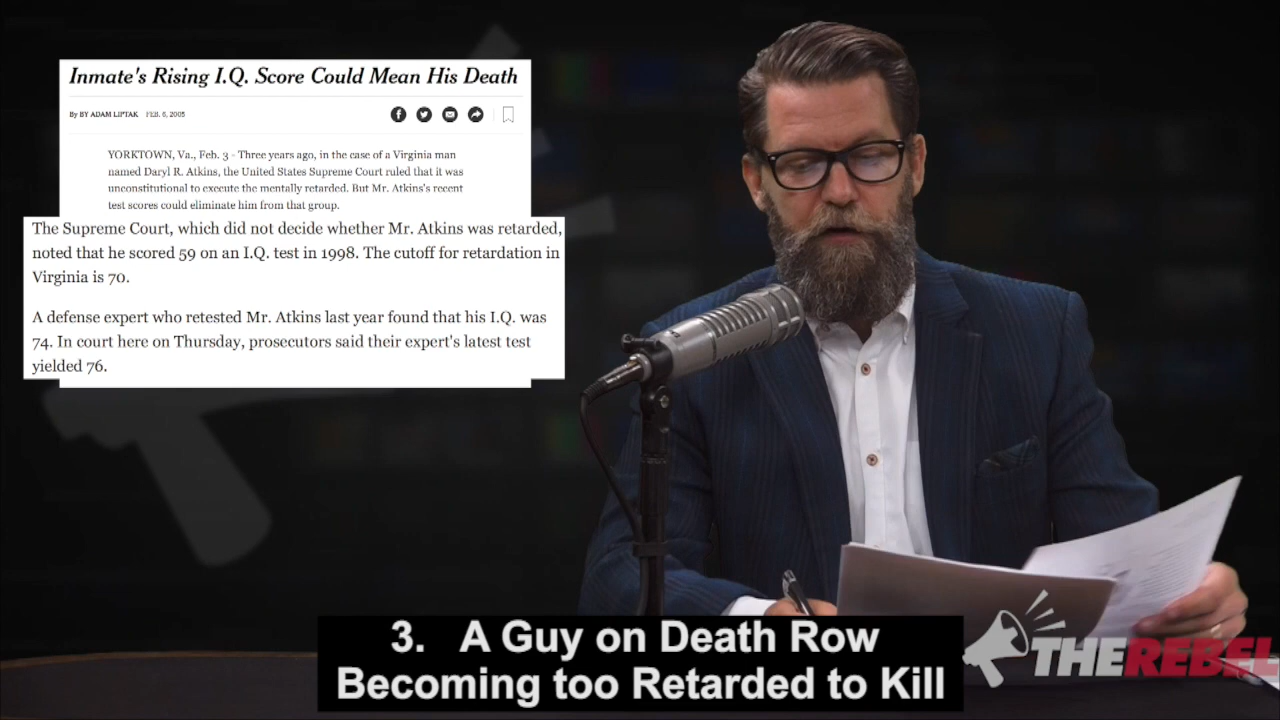 Inmate's Rising I.Q. Score Could Mean His Death
By BY ADAM LIPTAK FEB. 6, 2005
YORKTOWN, Va., Feb. 3 - Three years ago, in the case of a Virginia man
named Daryl R. Atkins, the United States Supreme Court ruled that it was
unconstitutional to execute the mentally retarded. But Mr. Atkins's recent
test scores could eliminate him from that group.
The Supreme Court, which did not decide whether Mr. Atkins was retarded,
noted that he scored 59 on an I.Q. test in 1998. The cutoff for retardation in
Virginia is 70.
A defense expert who retested Mr. Atkins last year found that his I.Q. was
74. In court here on Thursday, prosecutors said their expert's latest test
yielded 76.
3. A Guy on Death Row
Becoming too Retarded to Kill
THEREBEL